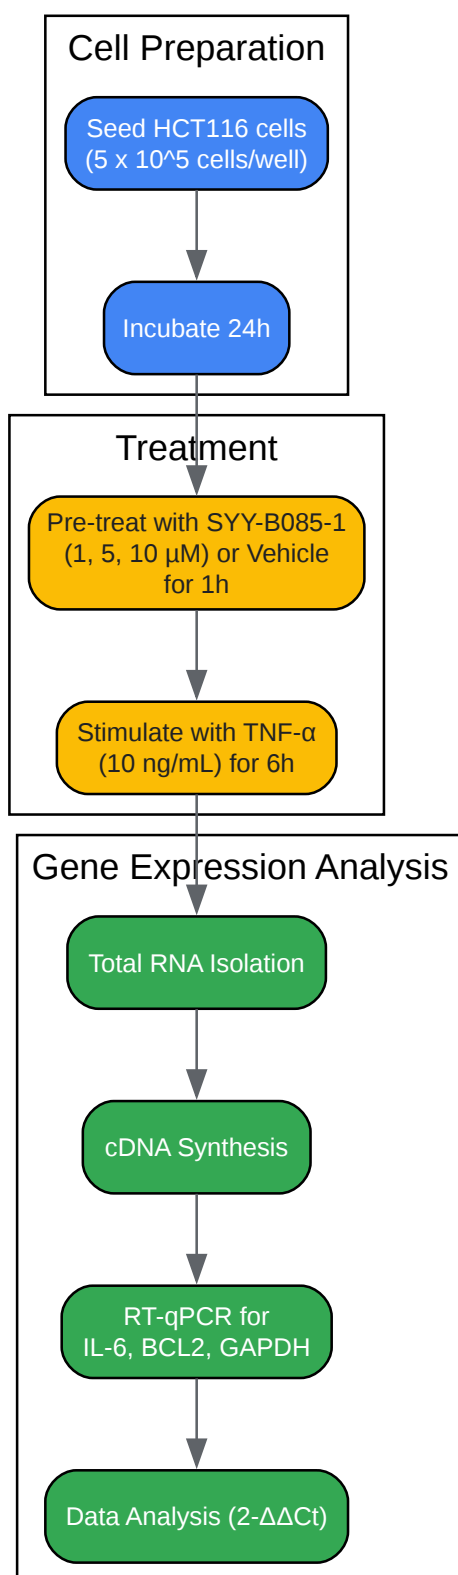 Cell Preparation
Seed HCT116 cells
(5 x 10^5 cells/well)
Incubate 24h
Treatment
Pre-treat with SYY-B085-1
(1, 5, 10 µM) or Vehicle
for 1h
Stimulate with TNF-α
(10 ng/mL) for 6h
Gene Expression Analysis
Total RNA Isolation
cDNA Synthesis
RT-qPCR for
IL-6, BCL2, GAPDH
Data Analysis (2-ΔΔCt)